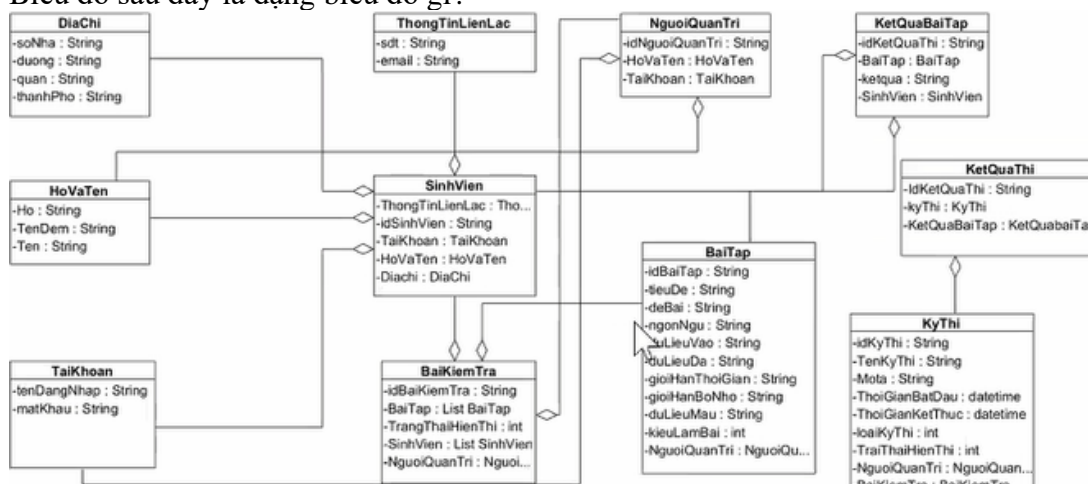 Biểu đồ sau đây là dạng biểu đồ gì?
DiaChi
-soNha : String
-duong : String
-quan : String
-thanhPho : String
ThongTinLienLac
-sdt : String
-email : String
NguoiQuanTri
-idNguoiQuanTri : String
-HoVaTen : HoVaTen
-TaiKhoan : TaiKhoan
KetQuaBaiTap
-idKetQuaThi : String
-BaiTap : BaiTap
-ketqua : String
-SinhVien : SinhVien
HoVaTen
-Ho : String
-TenDem : String
-Ten : String
SinhVien
-ThongTinLienLac : Tho...
-idSinhVien : String
-TaiKhoan : TaiKhoan
-HoVaTen : HoVaTen
-Diachi : DiaChi
KetQuaThi
-IdKetQuaThi : String
-kyThi : KyThi
-KetQuaBaiTap : KetQuabaiTa
BaiTap
-idBaiTap : String
-tieuDe : String
-deBai : String
-ngonNgu : String
duLieuVao : String
-duLieuDa : String
-gioiHanThoiGian : String
-gioiHanBoNho : String
-duLieuMau : String
-kieuLamBai : int
-NguoiQuanTri : NguoiQu...
KyThi
-idKyThi : String
-TenKyThi : String
-Mota : String
-ThoiGianBatDau : datetime
-ThoiGianKetThuc : datetime
-loaiKyThi : int
-TraiThaiHienThi : int
-NguoiQuanTri : NguoiQuan...
-BaiKiemTra : BaiKiemTra
TaiKhoan
-tenDangNhap : String
-matKhau : String
BaiKiemTra
-idBaiKiemTra : String
-BaiTap : List BaiTap
-TrangThaiHienThi : int
-SinhVien : List SinhVien
-NguoiQuanTri : Nguoi...